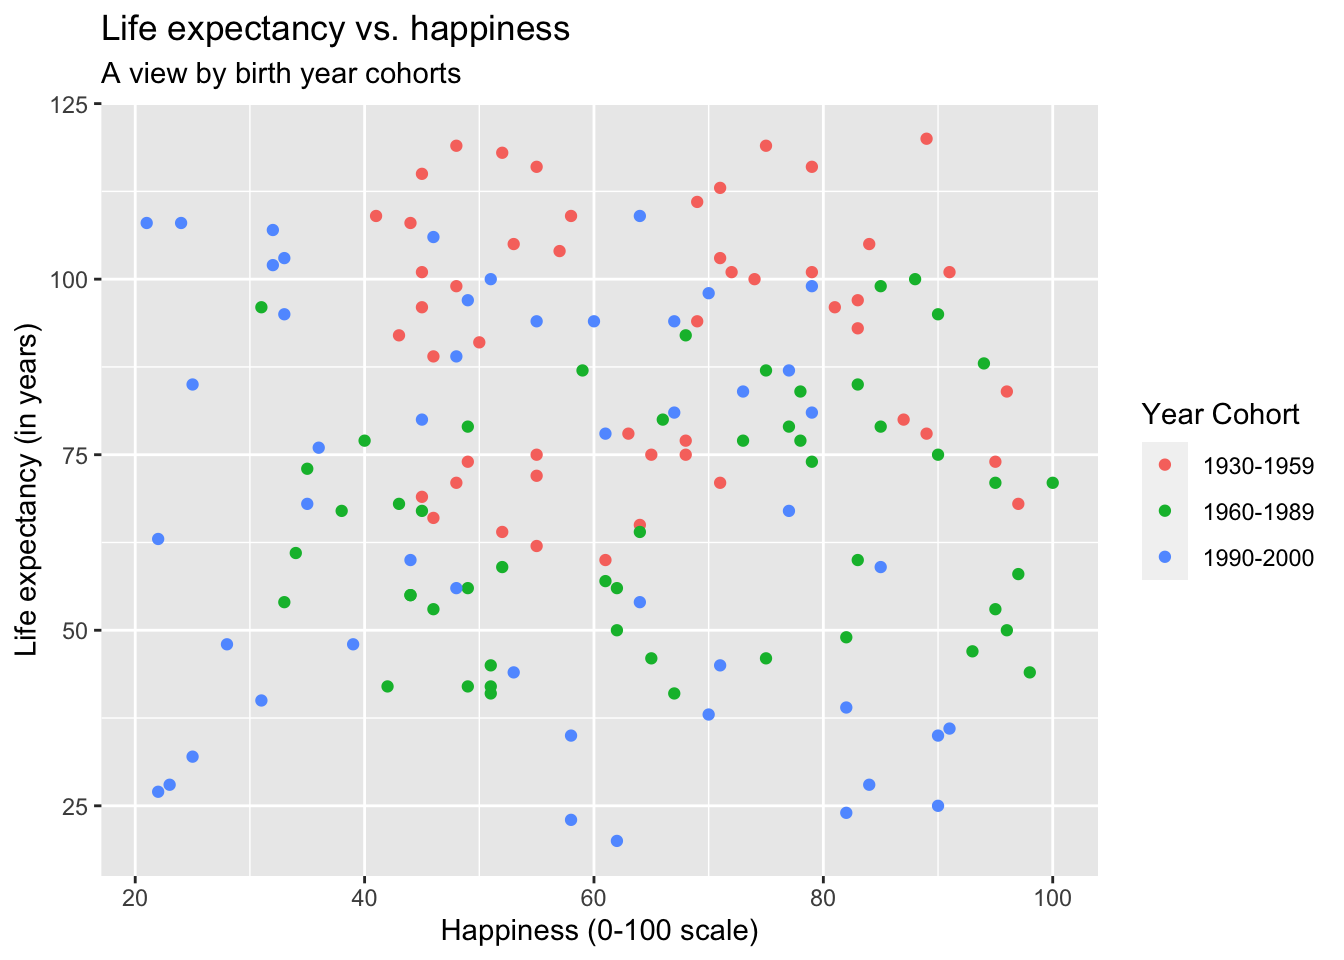 Life expectancy vs. happiness
A view by birth year cohorts
125
100
75
50
25
Life expectancy (in years)
20 40 60 80 100
Happiness (0-100 scale)
Year Cohort
1930-1959
1960-1989
1990-2000